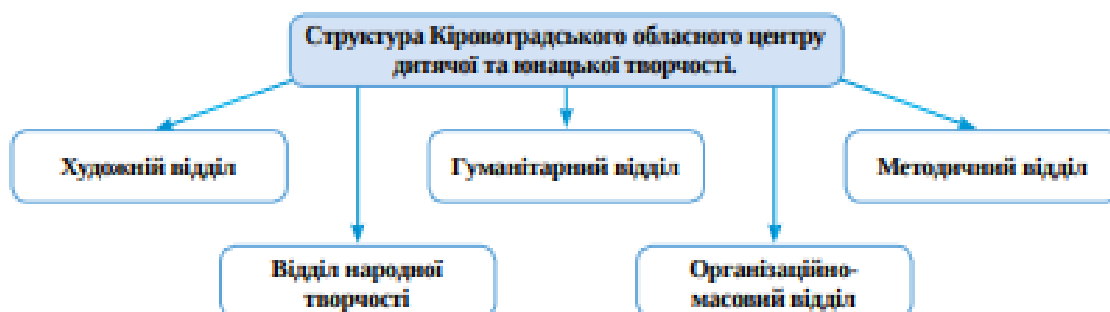 Структура Кіровоградського обласного центру
дитячої та юнацької творчості.
Художній відділ
Гуманітарний відділ
Методичний відділ
Відділ народної
творчості
Організаційно-
масовий відділ